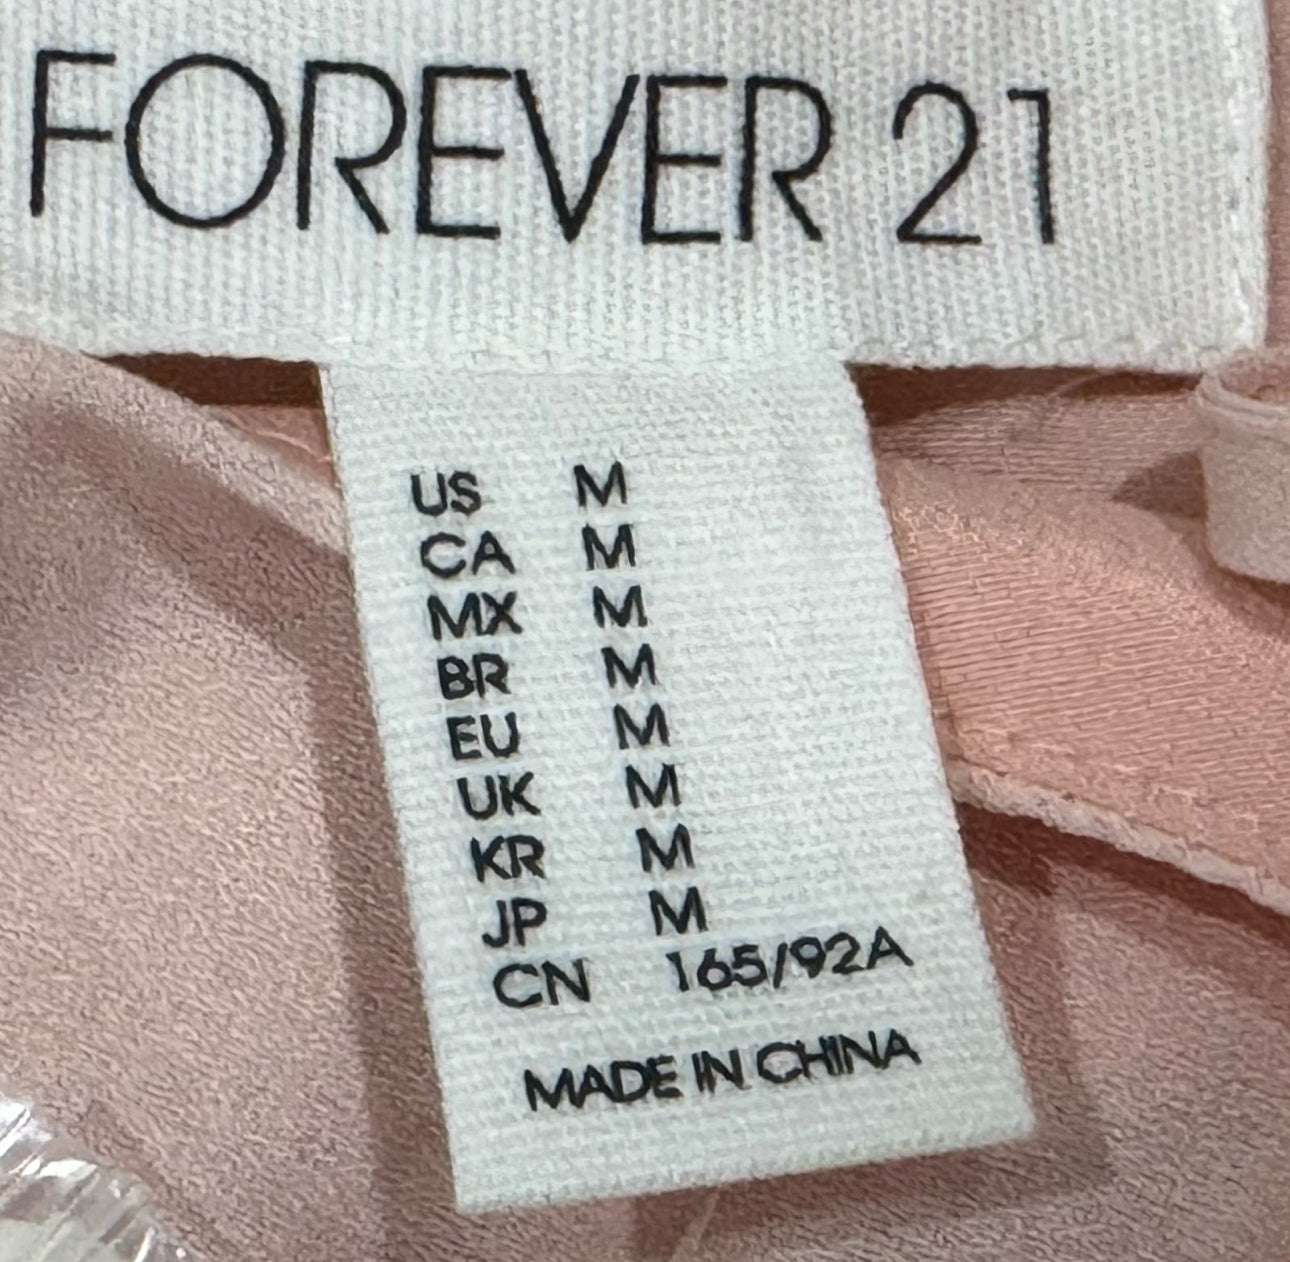 FOREVER 21
US M
CA M
MX M
BR M
EU M
UK M
KR M
JP M
CN 165/92A
MADE IN CHINA